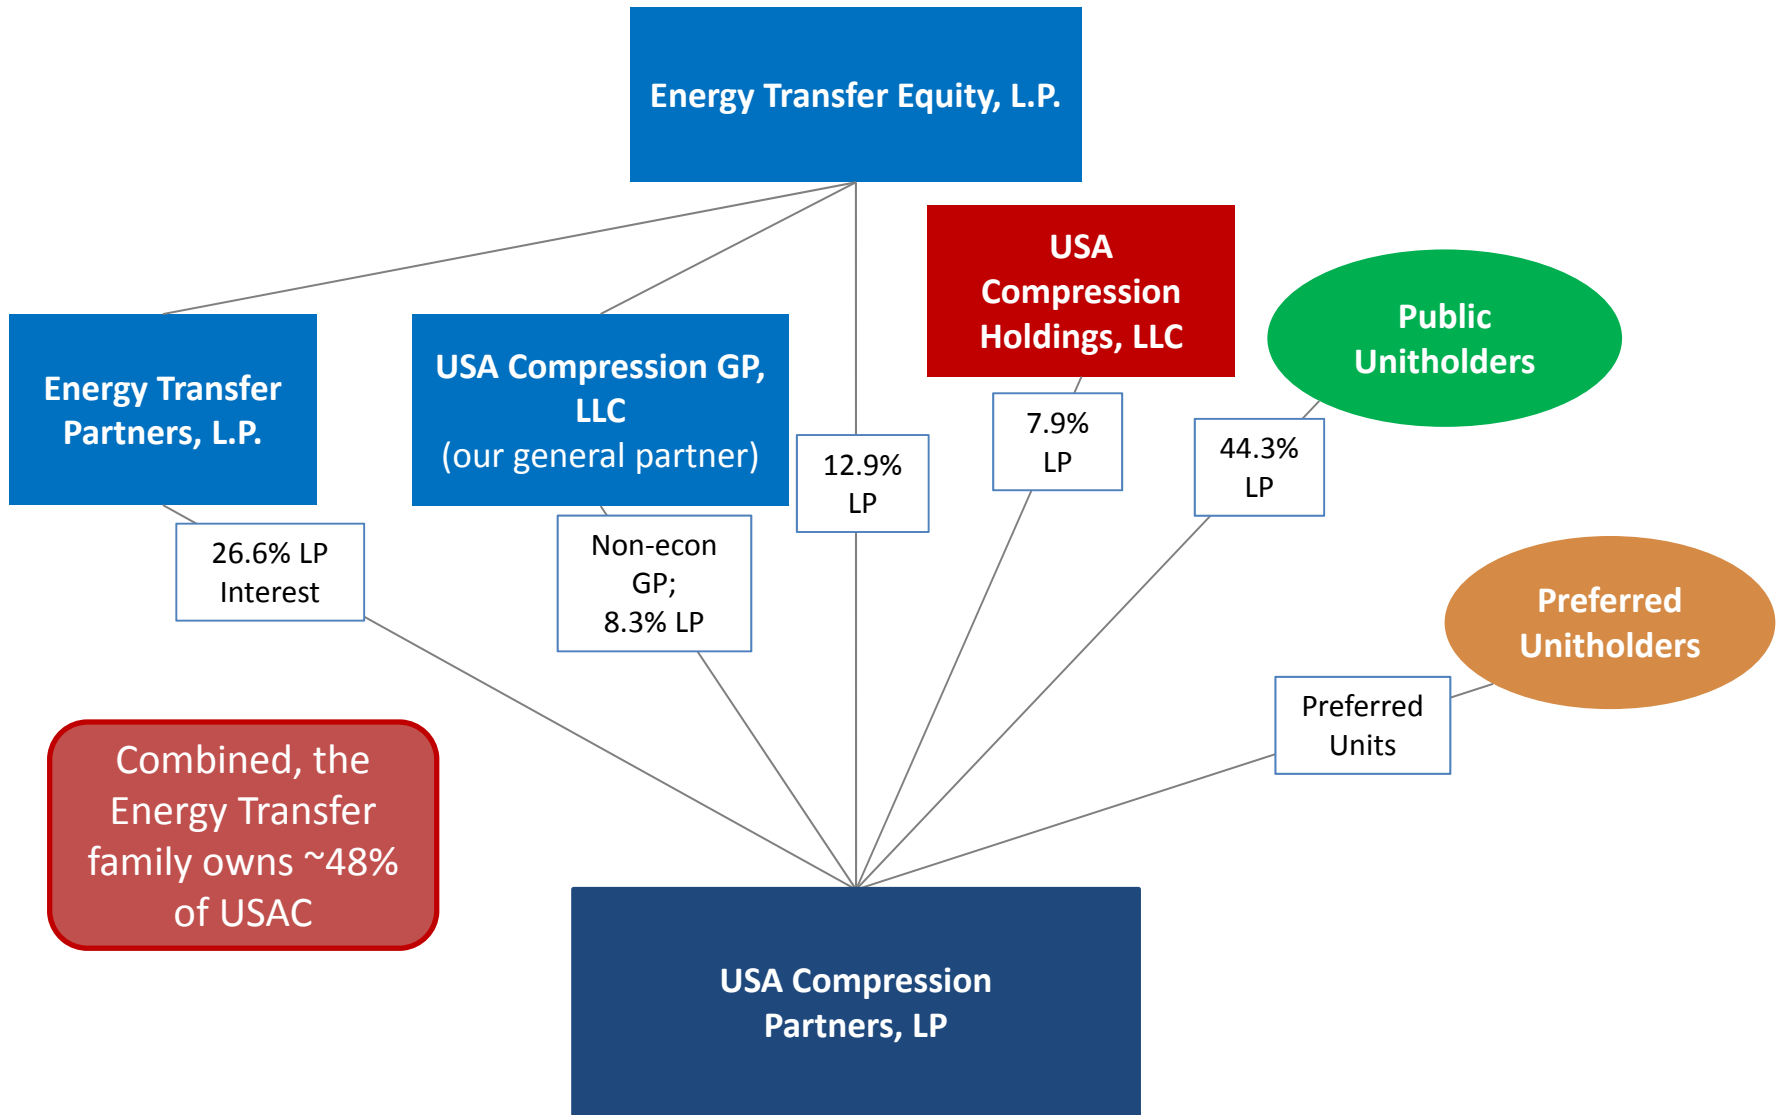 Energy Transfer Equity, L.P.
USA
Compression
Holdings, LLC
Public
Unitholders
Energy Transfer
Partners, L.P.
USA Compression GP,
LLC
(our general partner)
12.9%
LP
7.9%
LP
44.3%
LP
26.6% LP
Interest
Non-econ
GP;
8.3% LP
Preferred
Unitholders
Preferred
Units
Combined, the
Energy Transfer
family owns ~48%
of USAC
USA Compression
Partners, LP